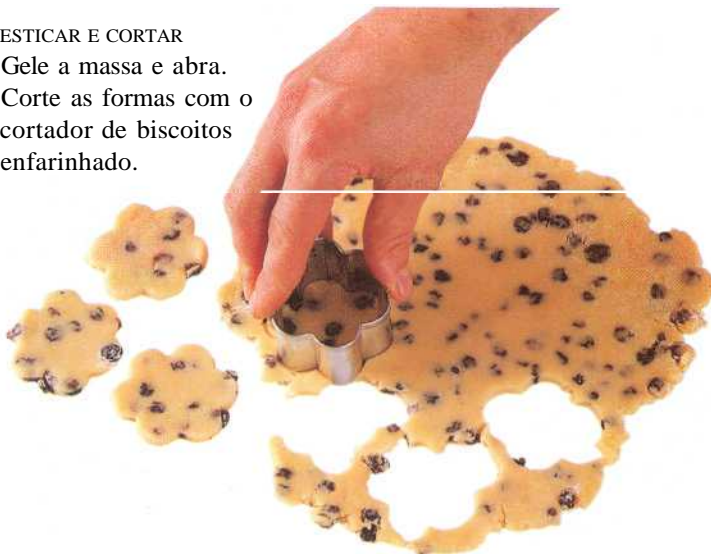 ESTICAR E CORTAR
Gele a massa e abra.
Corte as formas com o
cortador de biscoitos
enfarinhado.